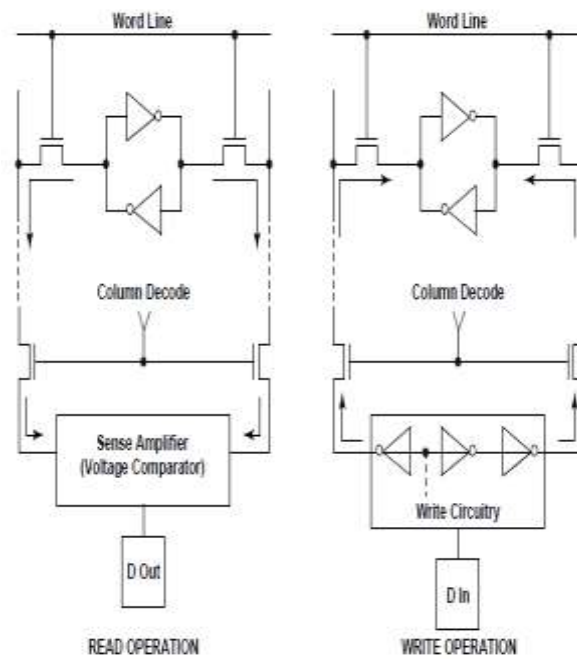 Word Line
Column Decode
Sense Amplifier
(Voltage Comparator)
D Out
READ OPERATION
Word Line
Column Decode
Write Circuitry
D In
WRITE OPERATION